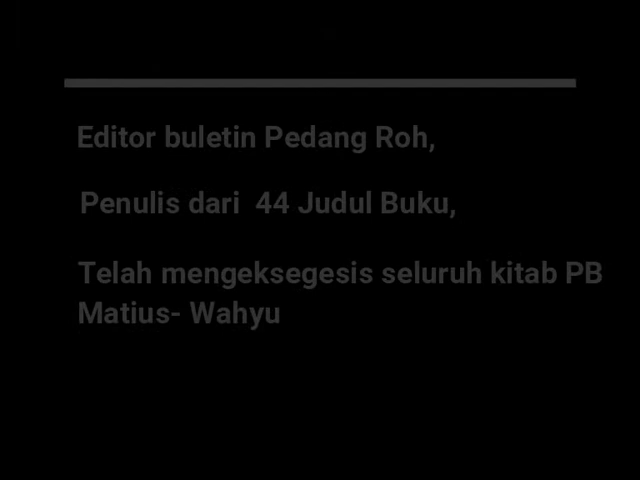 Editor buletin Pedang Roh,
Penulis dari 44 Judul Buku,
Telah mengeksegesis seluruh kitab PB
Matius- Wahyu